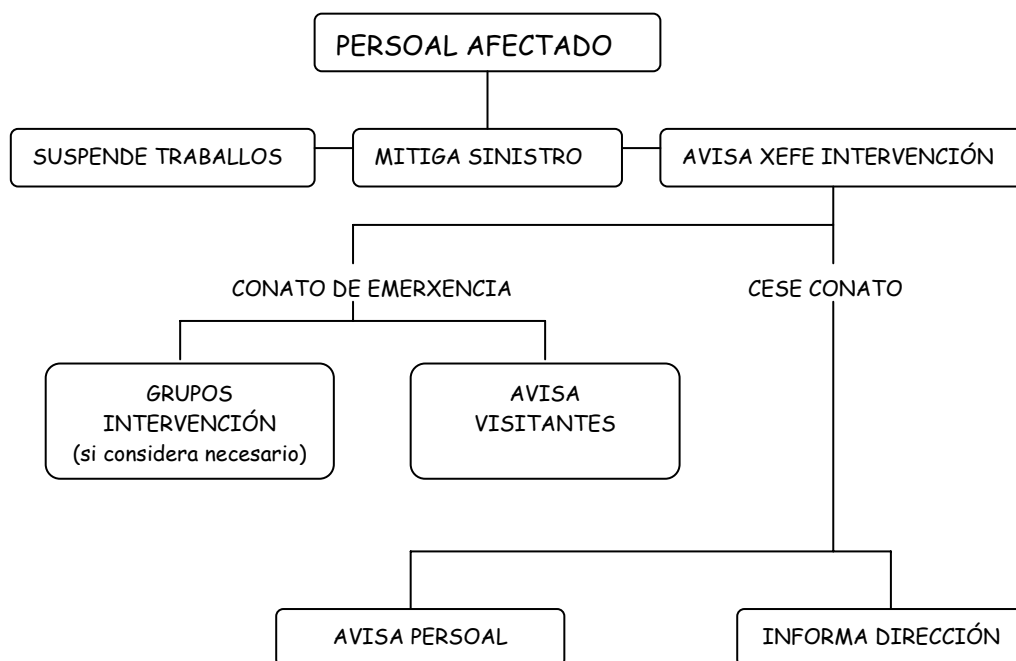 PERSOAL AFECTADO
SUSPENDE TRABALLOS
MITIGA SINISTRO
AVISA XEFE INTERVENCIÓN
CONATO DE EMERXENCIA
CESE CONATO
GRUPOS
INTERVENCIÓN
(si considera necesario)
AVISA
VISITANTES
AVISA PERSOAL
INFORMA DIRECCIÓN